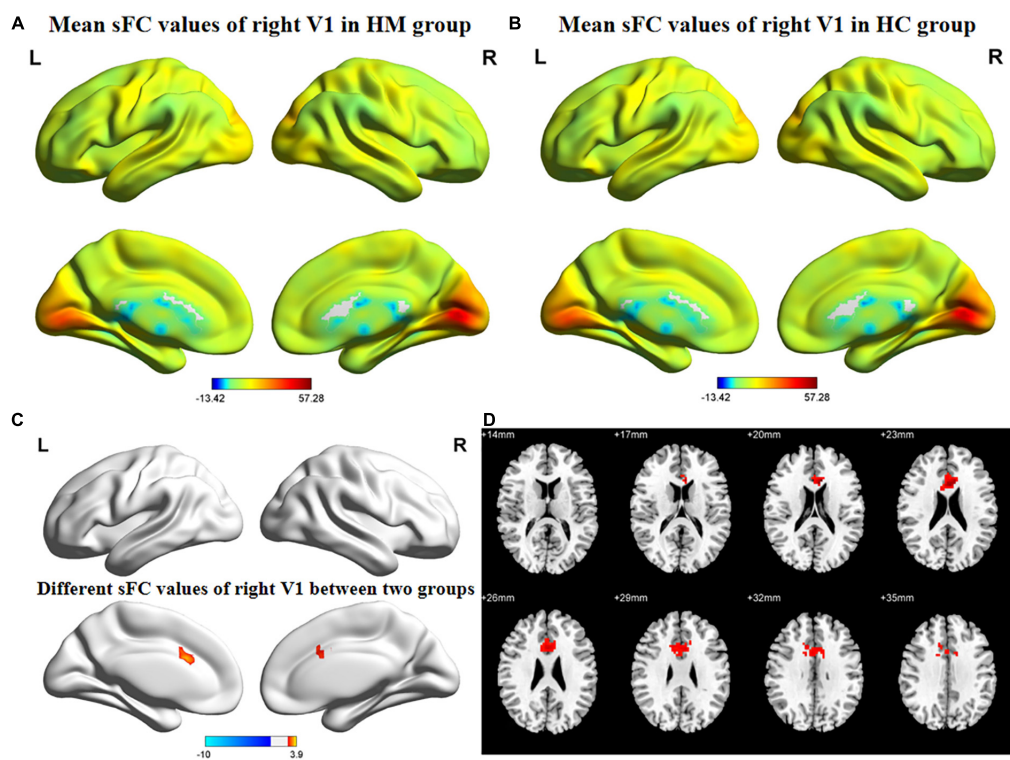 A Mean sFC values of right V1 in HM group
L R
-13.42 57.28
B Mean sFC values of right V1 in HC group
L R
-13.42 57.28
C
L R
Different sFC values of right V1 between two groups
-10 3.9
D
+14mm +17mm +20mm +23mm
+26mm +29mm +32mm +35mm